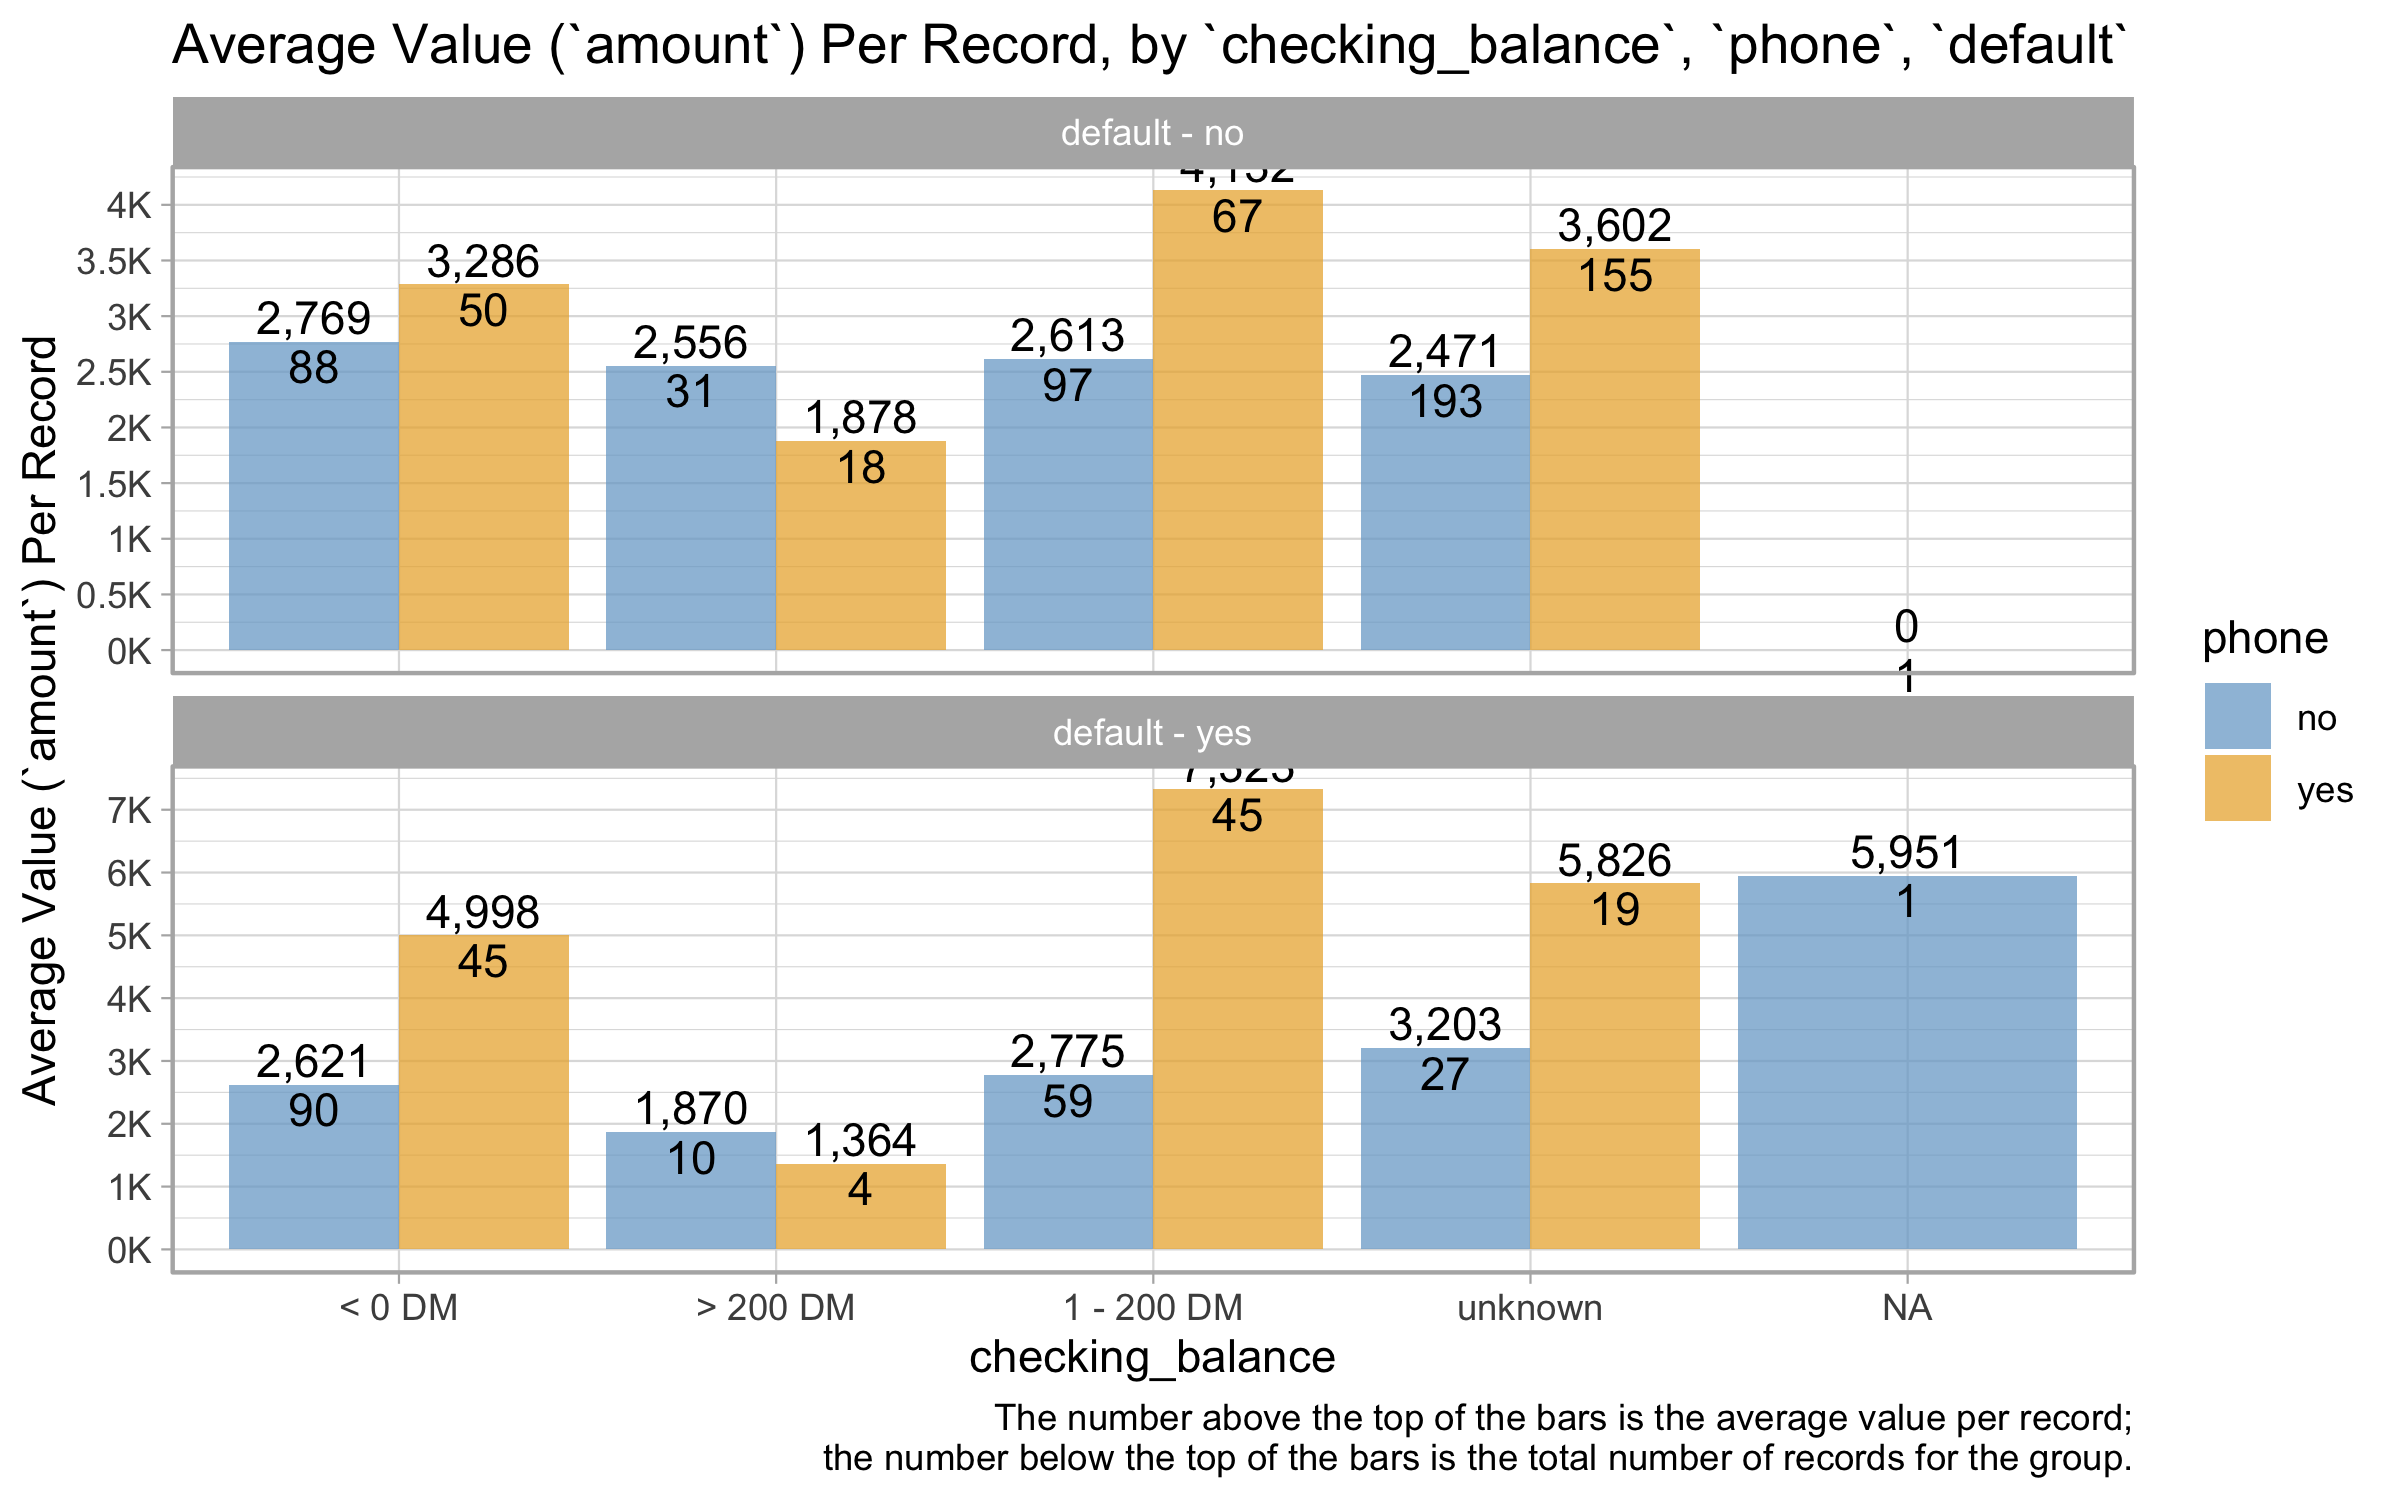 Average Value (`amount`) Per Record, by `checking_balance`, `phone`, `default`
default - no
4K
3.5K
3K
2.5K
2K
1.5K
1K
0.5K
0K
2,769
88
3,286
50
2,556
31
1,878
18
2,613
97
67
2,471
193
3,602
155
0
1
default - yes
7K
6K
5K
4K
3K
2K
1K
0K
2,621
90
4,998
45
1,870
10
1,364
4
2,775
59
45
3,203
27
5,826
19
5,951
1
< 0 DM
> 200 DM
1 - 200 DM
unknown
NA
checking_balance
Average Value (`amount`) Per Record
phone
no
yes
The number above the top of the bars is the average value per record;
the number below the top of the bars is the total number of records for the group.